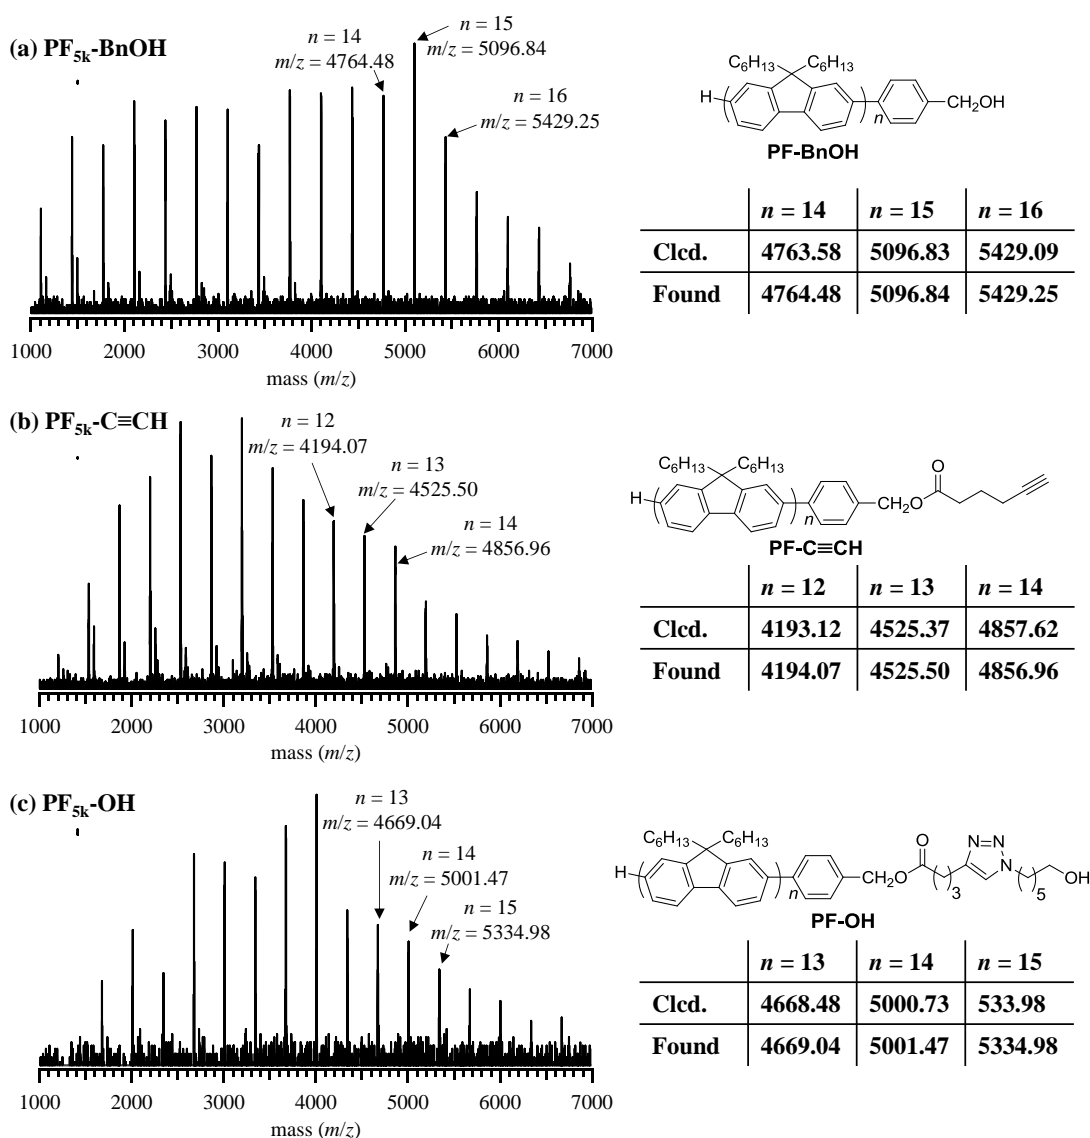 (a) PF5k-BnOH
n = 14
m/z = 4764.48
n = 15
m/z = 5096.84
n = 16
m/z = 5429.25
1000 2000 3000 4000 5000 6000 7000
mass (m/z)
C6H13 C6H13
H n CH2OH
PF-BnOH
n = 14 n = 15 n = 16
Clcd. 4763.58 5096.83 5429.09
Found 4764.48 5096.84 5429.25
(b) PF5k-C≡CH
n = 12
m/z = 4194.07
n = 13
m/z = 4525.50
n = 14
m/z = 4856.96
1000 2000 3000 4000 5000 6000 7000
mass (m/z)
C6H13 C6H13
O
H n CH2O
PF-C≡CH
n = 12 n = 13 n = 14
Clcd. 4193.12 4525.37 4857.62
Found 4194.07 4525.50 4856.96
(c) PF5k-OH
n = 13
m/z = 4669.04
n = 14
m/z = 5001.47
n = 15
m/z = 5334.98
1000 2000 3000 4000 5000 6000 7000
mass (m/z)
C6H13 C6H13
O N=N
H n CH2O 3 N 5 OH
PF-OH
n = 13 n = 14 n = 15
Clcd. 4668.48 5000.73 533.98
Found 4669.04 5001.47 5334.98